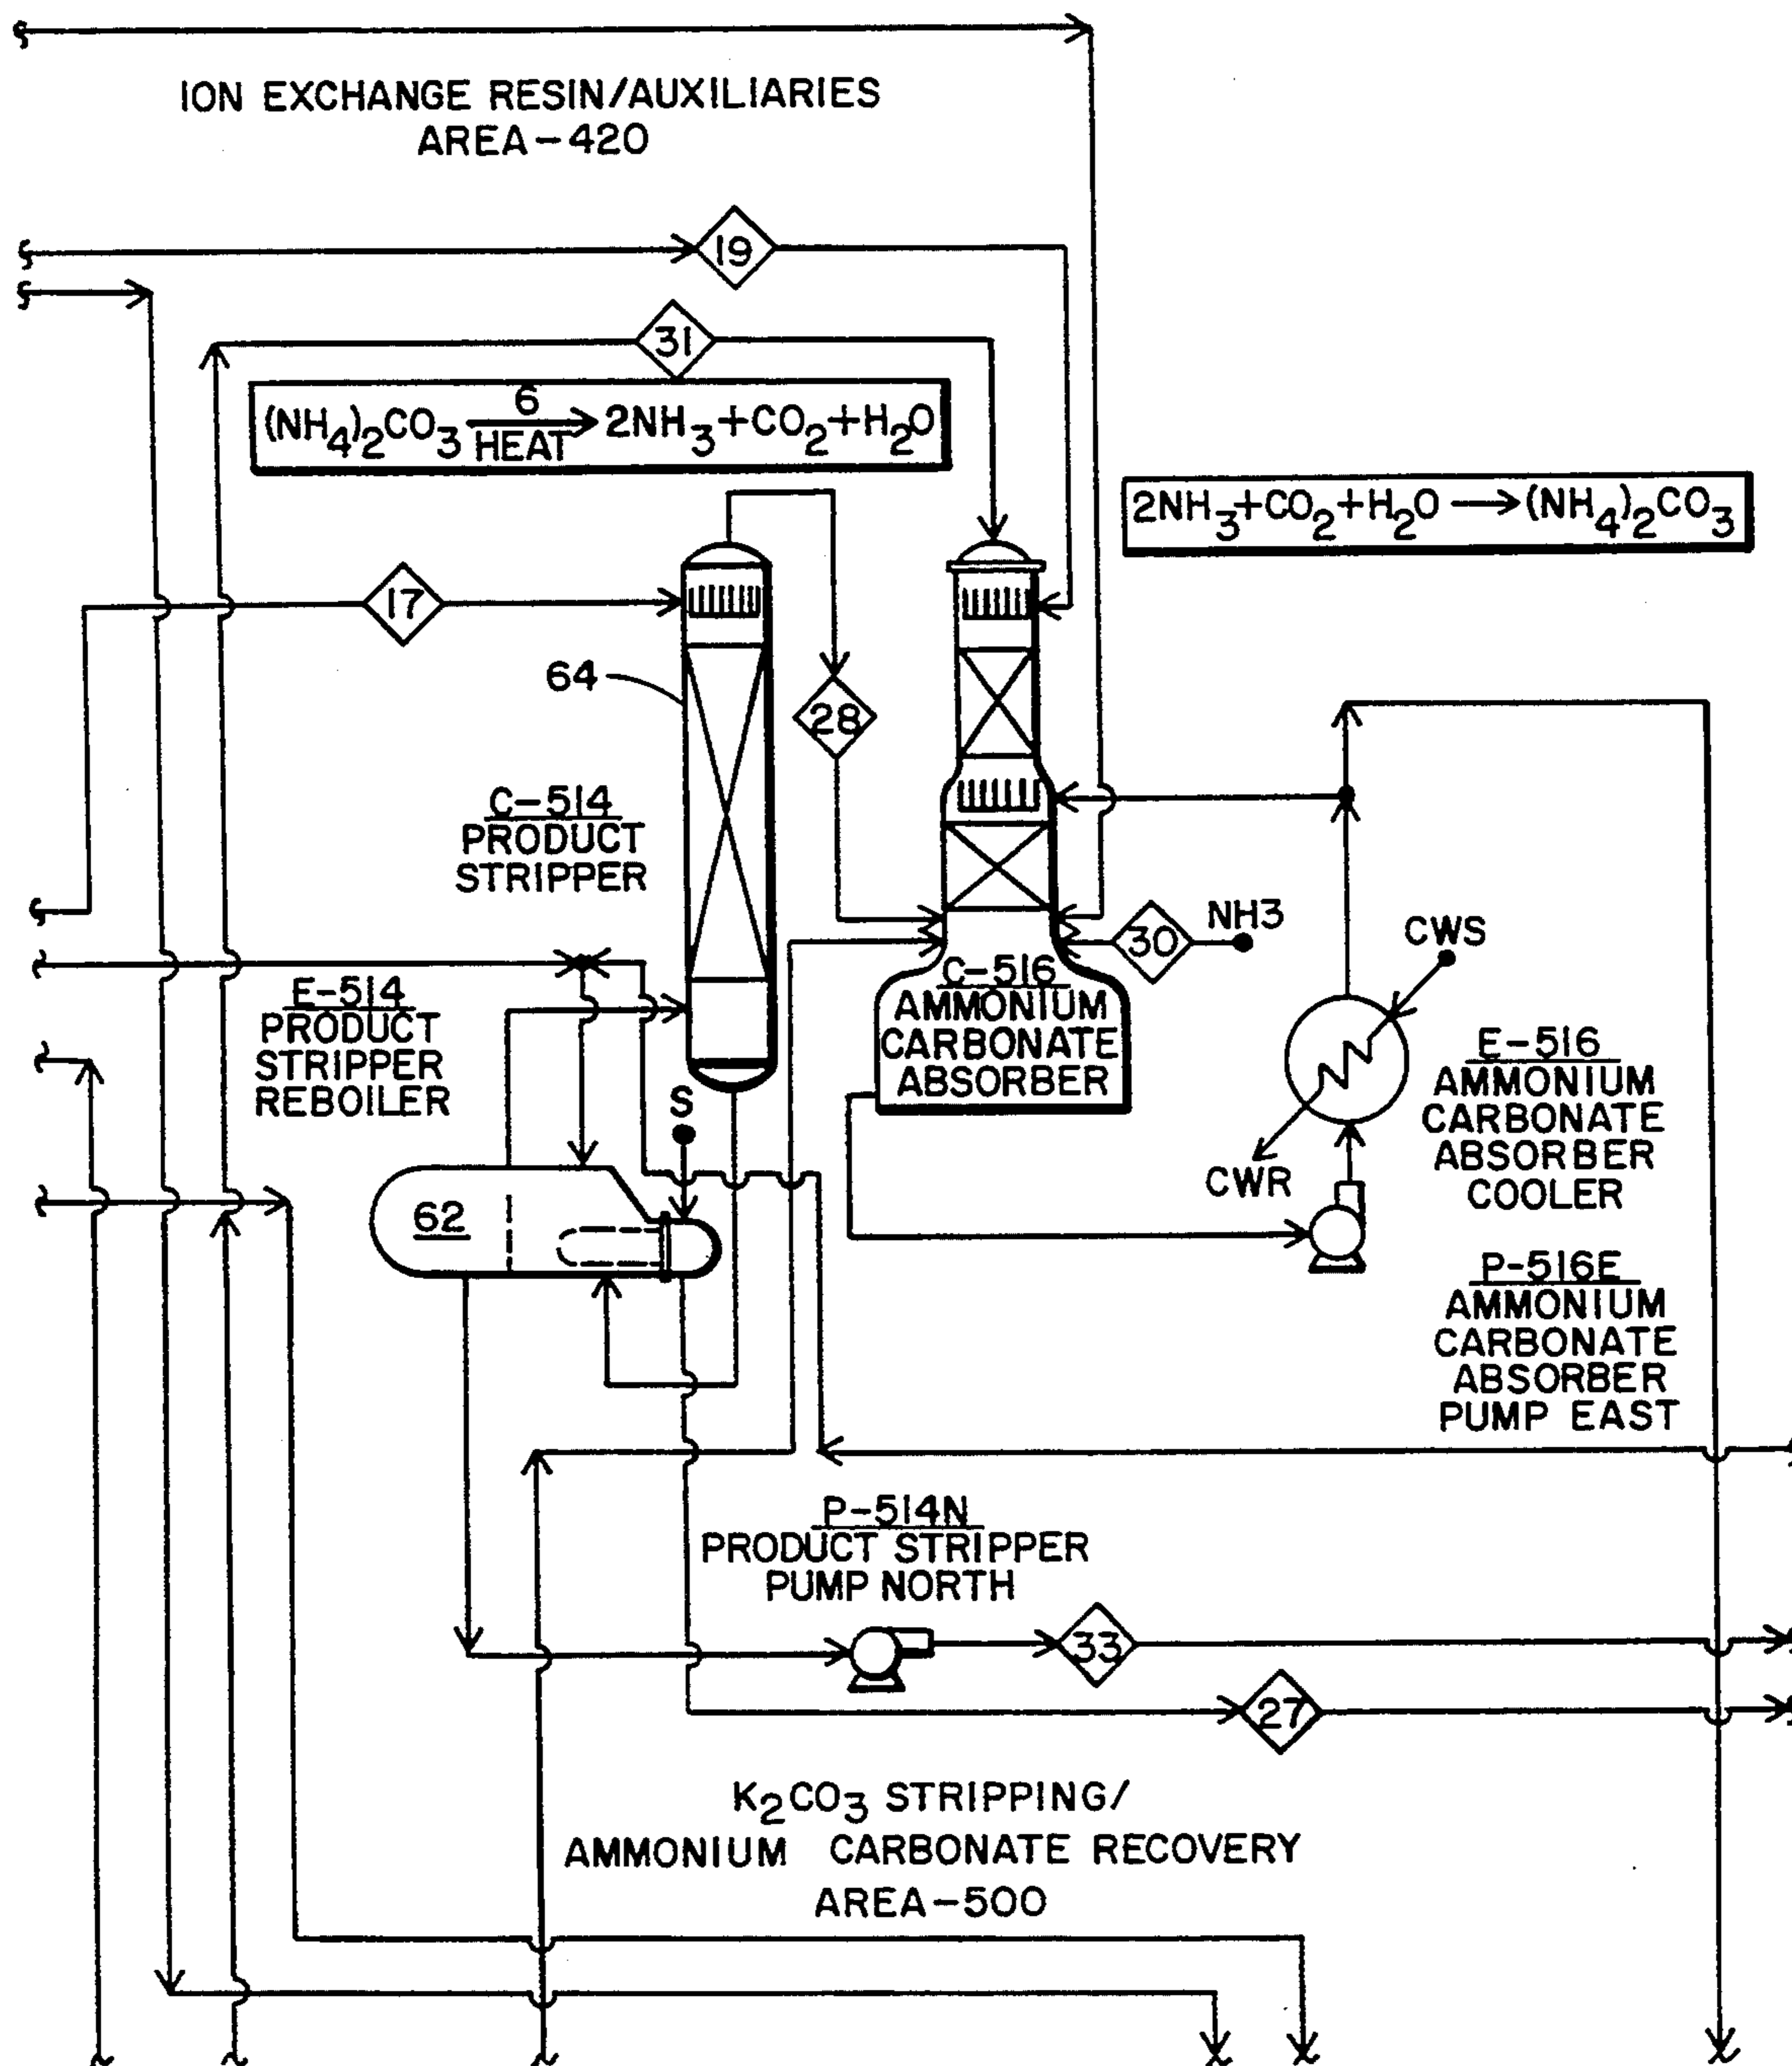 ION EXCHANGE RESIN/AUXILIARIES
AREA-420
19
31
(NH4)2CO3 6 HEAT 2NH3+CO2+H2O
2NH3+CO2+H2O → (NH4)2CO3
17
64
28
C-514
PRODUCT
STRIPPER
30
NH3
CWS
C-516
AMMONIUM
CARBONATE
ABSORBER
E-514
PRODUCT
STRIPPER
REBOILER
S
E-516
AMMONIUM
CARBONATE
ABSORBER
COOLER
CWR
62
P-516E
AMMONIUM
CARBONATE
ABSORBER
PUMP EAST
P-514N
PRODUCT STRIPPER
PUMP NORTH
33
27
K2CO3 STRIPPING/
AMMONIUM CARBONATE RECOVERY
AREA-500